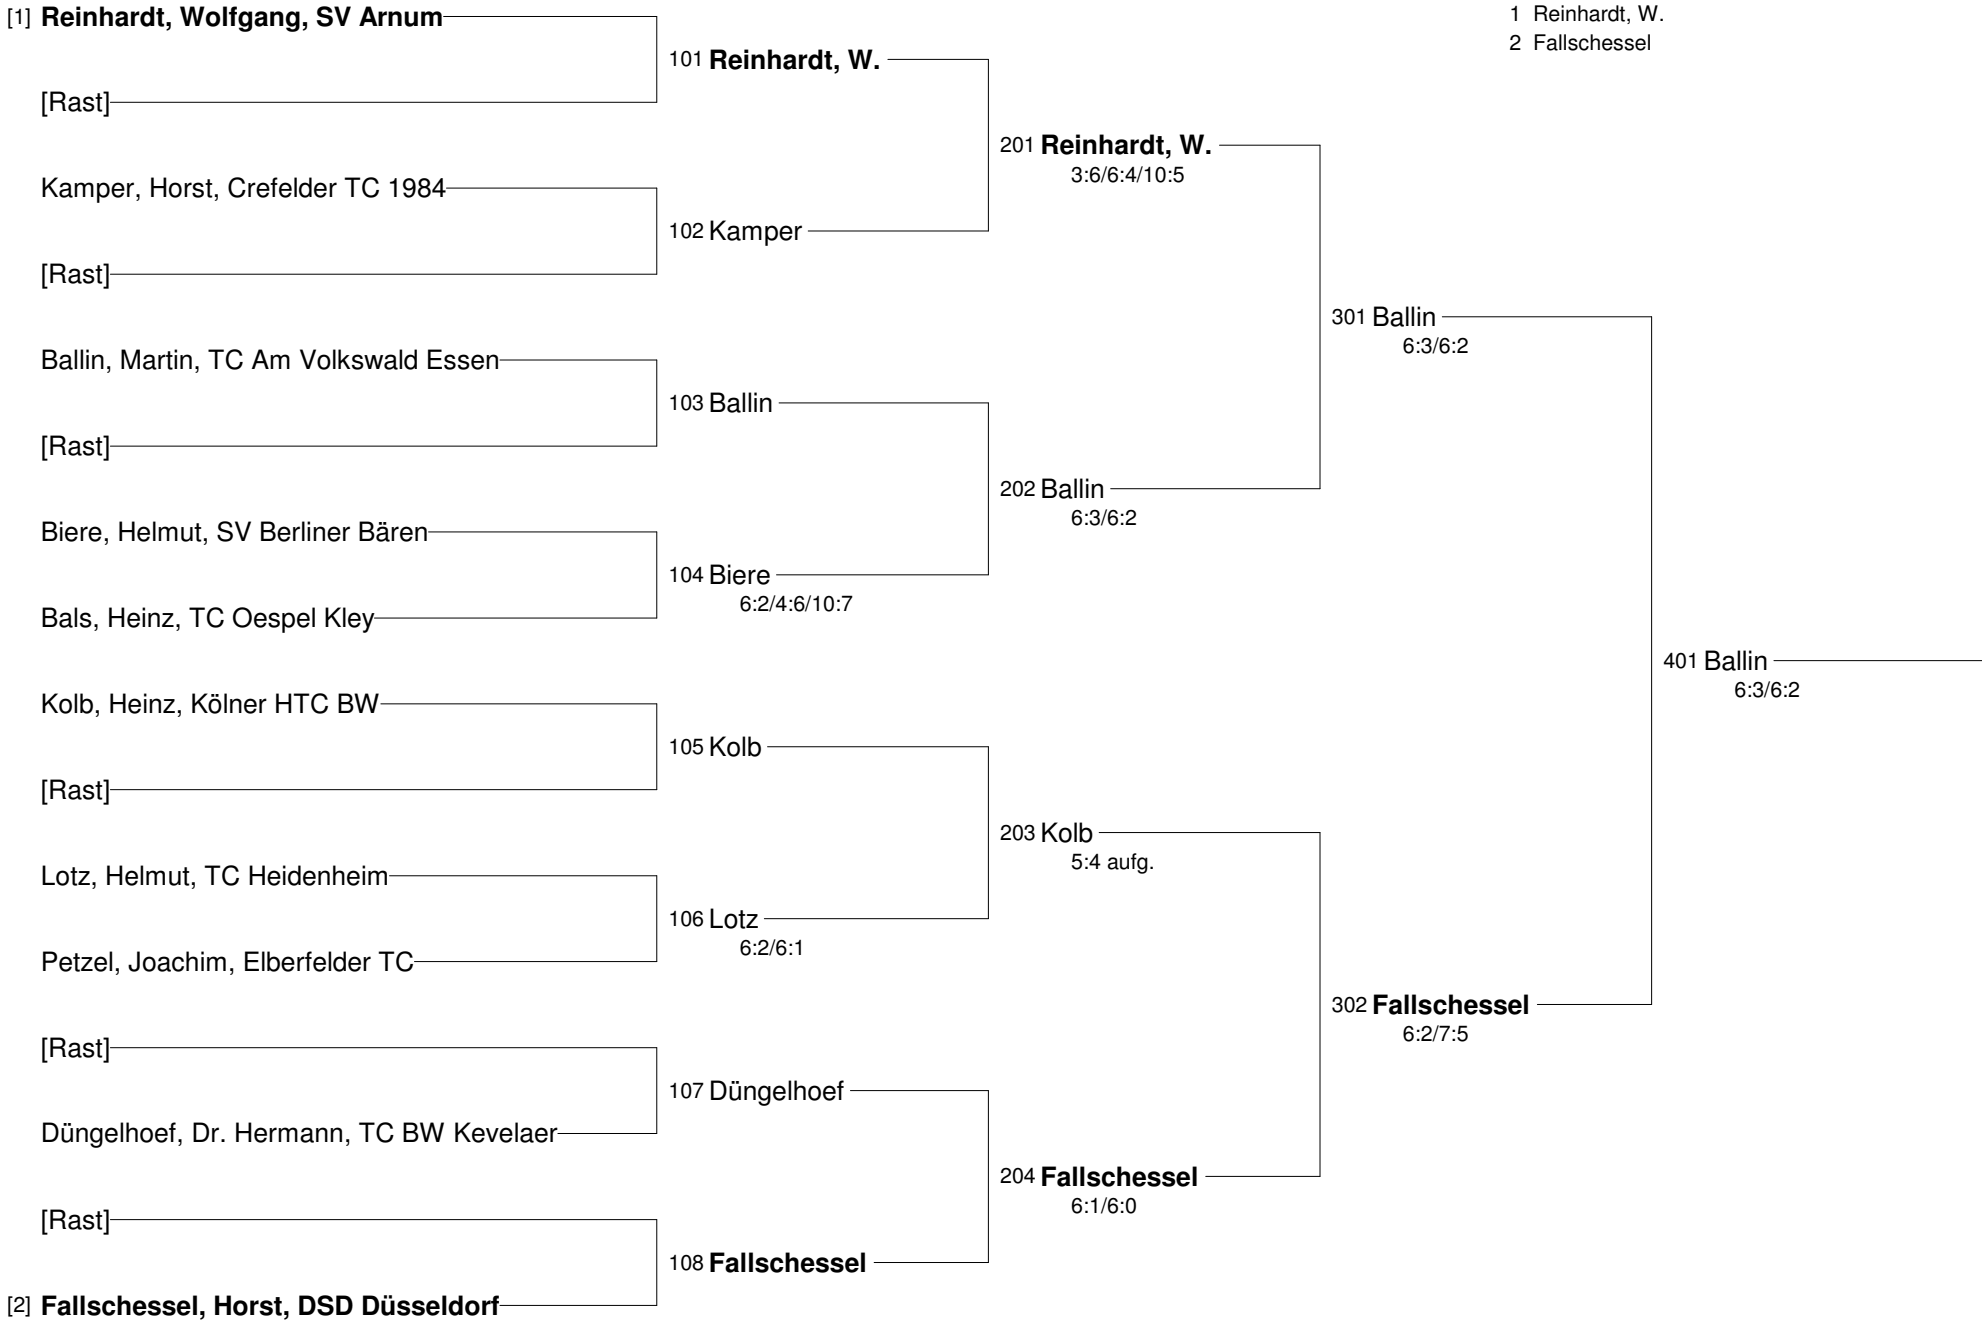 [1] Reinhardt, Wolfgang, SV Arnum
[Rast]
Kamper, Horst, Crefelder TC 1984
[Rast]
Ballin, Martin, TC Am Volkswald Essen
[Rast]
Biere, Helmut, SV Berliner Bären
Bals, Heinz, TC Oespel Kley
Kolb, Heinz, Kölner HTC BW
[Rast]
Lotz, Helmut, TC Heidenheim
Petzel, Joachim, Elberfelder TC
[Rast]
Düngelhoef, Dr. Hermann, TC BW Kevelaer
[Rast]
[2] Fallschessel, Horst, DSD Düsseldorf
101 Reinhardt, W.
102 Kamper
103 Ballin
104 Biere
6:2/4:6/10:7
105 Kolb
106 Lotz
6:2/6:1
107 Düngelhoef
108 Fallschessel
201 Reinhardt, W.
3:6/6:4/10:5
202 Ballin
6:3/6:2
203 Kolb
5:4 aufg.
204 Fallschessel
6:1/6:0
301 Ballin
6:3/6:2
302 Fallschessel
6:2/7:5
401 Ballin
6:3/6:2
1 Reinhardt, W.
2 Fallschessel